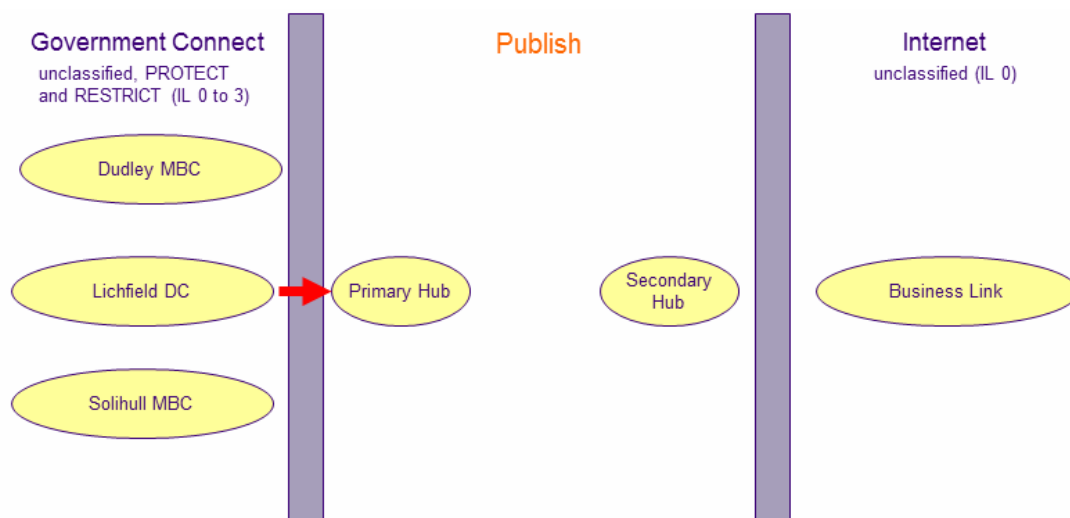 Government Connect
unclassified, PROTECT
and RESTRICT (IL 0 to 3)
Publish
Internet
unclassified (IL 0)
Dudley MBC
Lichfield DC
Primary Hub
Secondary
Hub
Business Link
Solihull MBC